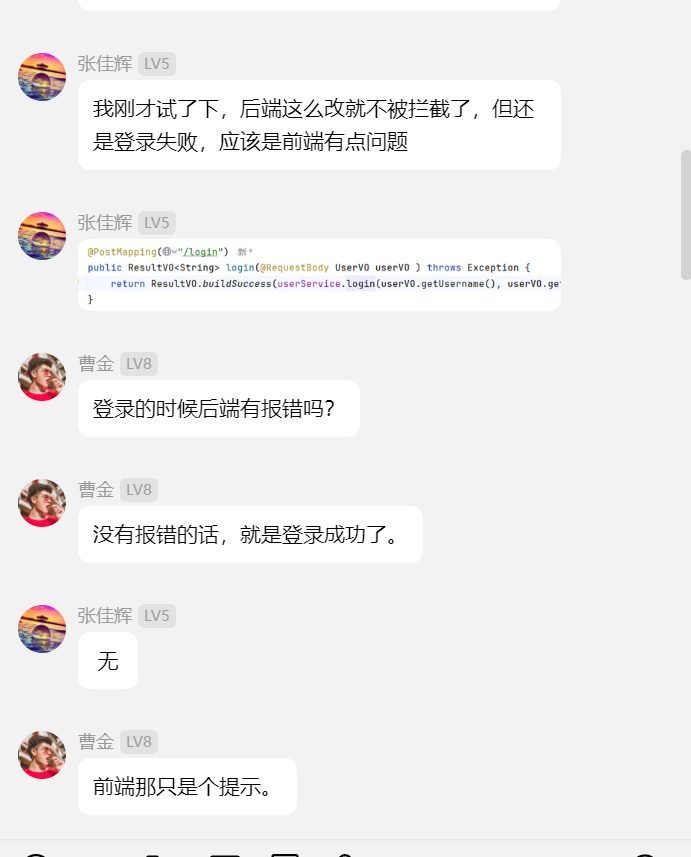 张佳辉 LV5
我刚才试了下，后端这么改就不被拦截了，但还
是登录失败，应该是前端有点问题
张佳辉 LV5
@PostMapping("/login") 新 *
public ResultVO<String> login(@RequestBody UserVO userVO ) throws Exception {
return ResultVO.buildSuccess(userService.login(userVO.getUsername(), userVO.get
}
曹金 LV8
登录的时候后端有报错吗？
曹金 LV8
没有报错的话，就是登录成功了。
张佳辉 LV5
无
曹金 LV8
前端那只是个提示。